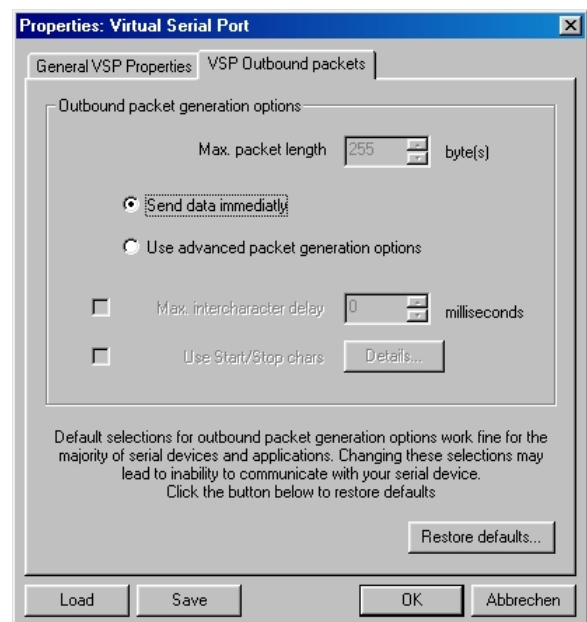 Properties: Virtual Serial Port
General VSP Properties
VSP Outbound packets
Outbound packet generation options
Max. packet length 255 byte(s)
Send data immediatly
Use advanced packet generation options
Max. intercharacter delay 0 milliseconds
Use Start/Stop chars Details...
Default selections for outbound packet generation options work fine for the
majority of serial devices and applications. Changing these selections may
lead to inability to communicate with your serial device.
Click the button below to restore defaults
Restore defaults...
Load Save OK Abbrechen